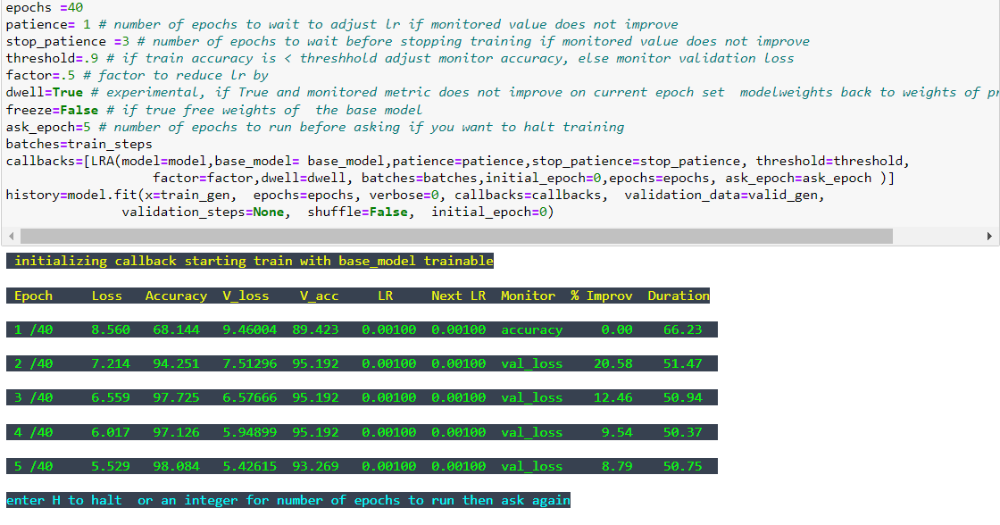 epochs =40
patience= 1 # number of epochs to wait to adjust lr if monitored value does not improve
stop_patience =3 # number of epochs to wait before stopping training if monitored value does not improve
threshold=.9 # if train accuracy is < threshhold adjust monitor accuracy, else monitor validation loss
factor=.5 # factor to reduce lr by
dwell=True # experimental, if True and monitored metric does not improve on current epoch set  modelweights back to weights of
freeze=False # if true free weights of  the base model
ask_epoch=5 # number of epochs to run before asking if you want to halt training
batches=train_steps
callbacks=[LRA(model=model,base_model= base_model,patience=patience,stop_patience=stop_patience, threshold=threshold,
factor=factor,dwell=dwell, batches=batches,initial_epoch=0,epochs=epochs, ask_epoch=ask_epoch )]
history=model.fit(x=train_gen,  epochs=epochs, verbose=0, callbacks=callbacks,  validation_data=valid_gen,
validation_steps=None,  shuffle=False,  initial_epoch=0)
initializing callback starting train with base_model trainable
Epoch Loss Accuracy V_loss V_acc LR Next LR Monitor % Improv Duration
1 /40 8.560 68.144 9.46004 89.423 0.00100 0.00100 accuracy 0.00 66.23
2 /40 7.214 94.251 7.51296 95.192 0.00100 0.00100 val_loss 20.58 51.47
3 /40 6.559 97.725 6.57666 95.192 0.00100 0.00100 val_loss 12.46 50.94
4 /40 6.017 97.126 5.94899 95.192 0.00100 0.00100 val_loss 9.54 50.37
5 /40 5.529 98.084 5.42615 93.269 0.00100 0.00100 val_loss 8.79 50.75
enter H to halt  or an integer for number of epochs to run then ask again